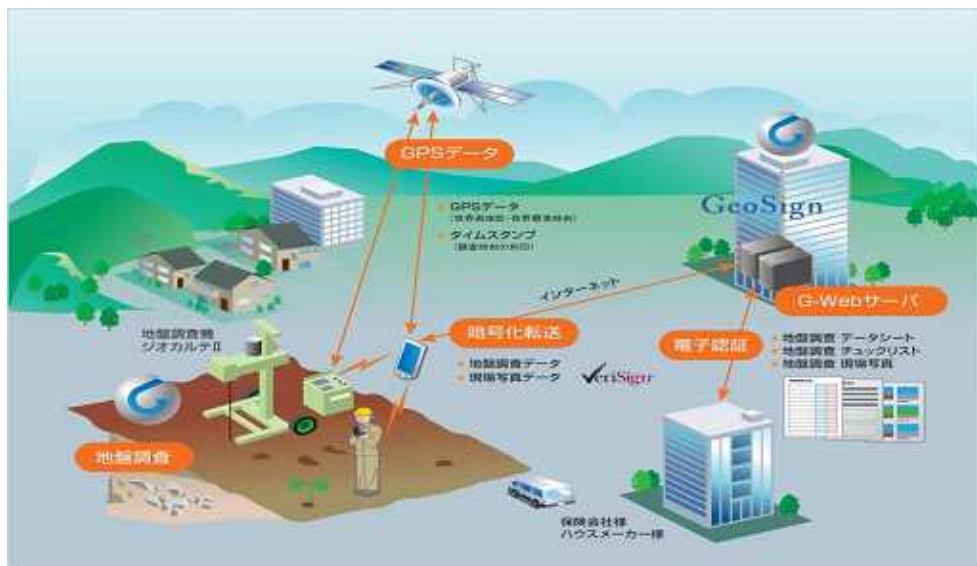 GPSデータ
GPSデータ
タイムスタンプ
GeoSign
インターネット
G-Webサーバ
地盤調査機
ジオカルテII
暗号化転送
地盤調査データ
現場写真データ
VeriSign
電子認証
地盤調査 データシート
地盤調査 チェックリスト
地盤調査 現場写真
地盤調査
保険会社様
ハウスメーカー様